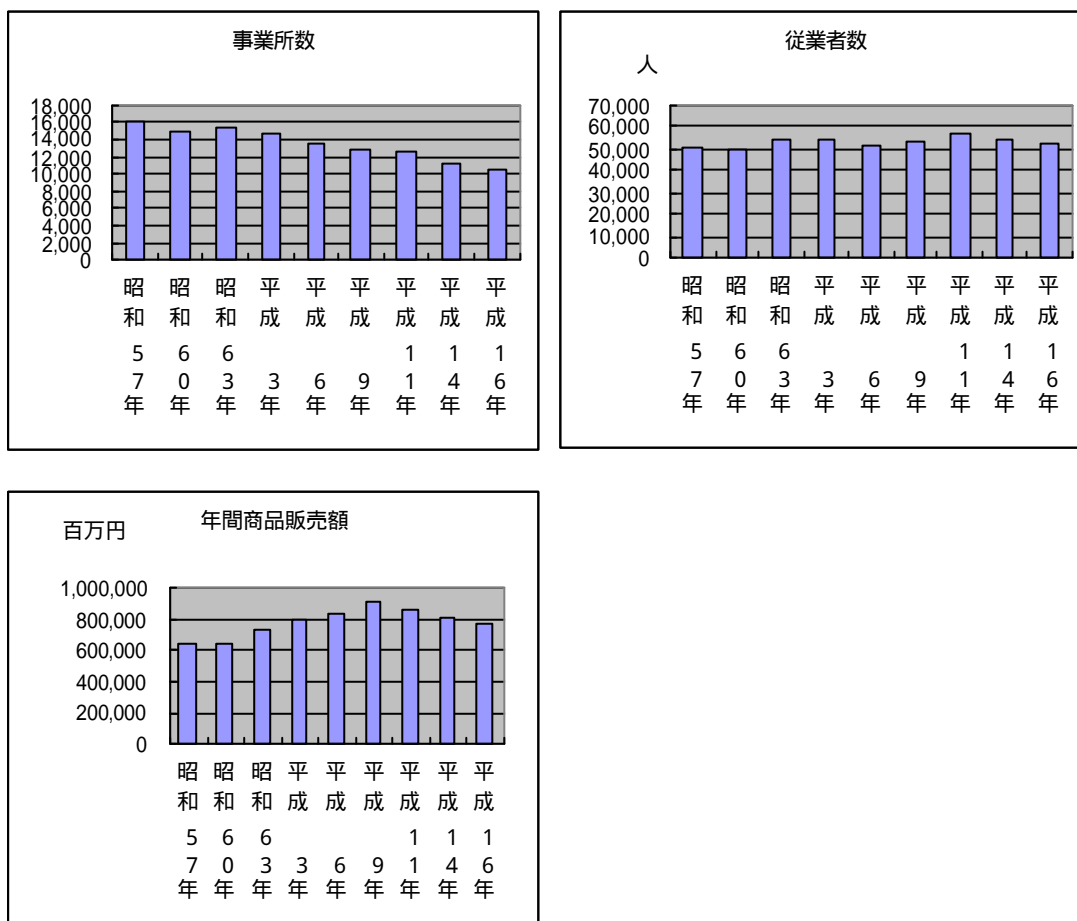 事業所数
18,000
16,000
14,000
12,000
10,000
8,000
6,000
4,000
2,000
0
昭和57年
昭和60年
昭和63年
平成3年
平成6年
平成9年
平成11年
平成14年
平成16年
従業者数
人
70,000
60,000
50,000
40,000
30,000
20,000
10,000
0
昭和57年
昭和60年
昭和63年
平成3年
平成6年
平成9年
平成11年
平成14年
平成16年
年間商品販売額
百万円
1,000,000
800,000
600,000
400,000
200,000
0
昭和57年
昭和60年
昭和63年
平成3年
平成6年
平成9年
平成11年
平成14年
平成16年